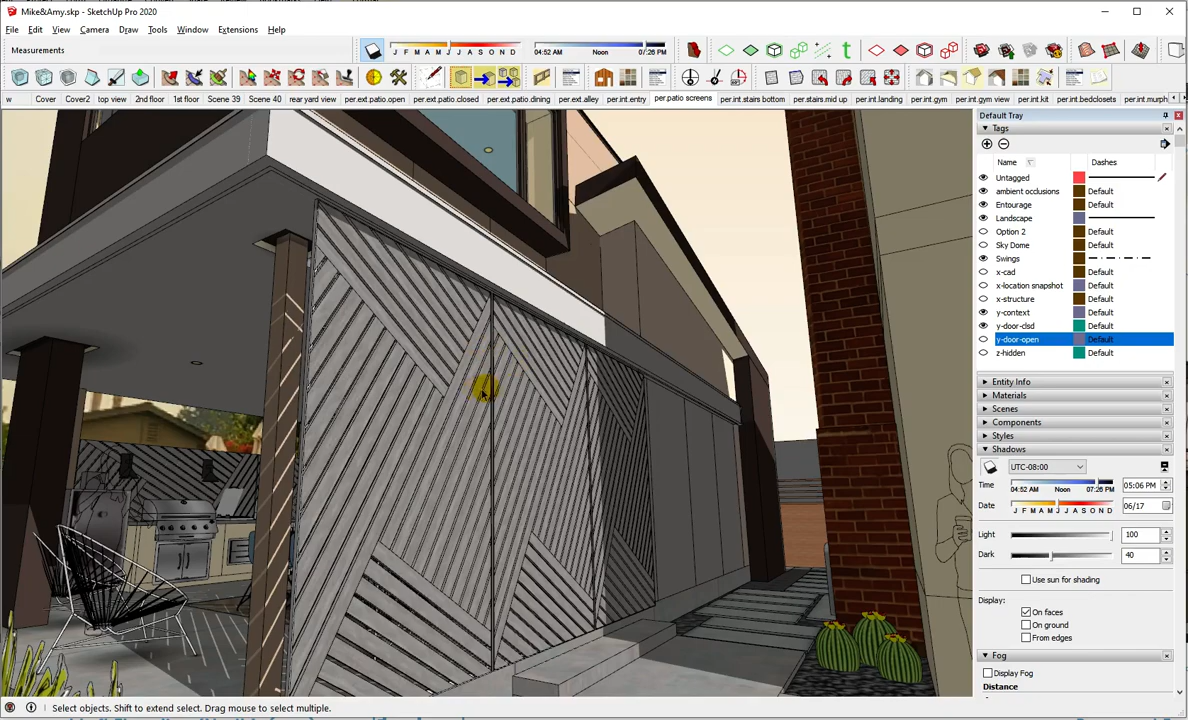 Mike&Amy.skp - SketchUp Pro 2020
File Edit View Camera Draw Tools Window Extensions Help
Measurements
J F M A M J J A S O N D 04:52 AM Noon 07:26 PM
w Cover Cover2 top view 2nd floor 1st floor Scene 39 Scene 40 rear yard view per.ext.patio.open per.ext.patio.closed per.ext.patio.dining per.ext.alley per.int.entry per.patio screens per.int.stairs bottom per.stairs.mid up per.int.landing per.int.gym per.int.gym view per.int.kit per.int.bedclosets per.int.murph
Default Tray
Tags
Name Dashes
Untagged
ambient occlusions Default
Entourage Default
Landscape
Option 2 Default
Sky Dome Default
Swings
x-cad Default
x-location snapshot Default
x-structure Default
y-context Default
y-door-clsd Default
y-door-open Default
z-hidden Default
Entity Info
Materials
Scenes
Components
Styles
Shadows
UTC-08:00
Time 04:52 AM Noon 07:26 PM 05:06 PM
Date J F M A M J J A S O N D 06/17
Light 100
Dark 40
Use sun for shading
Display:
On faces
On ground
From edges
Fog
Display Fog
Distance
Select objects. Shift to extend select. Drag mouse to select multiple.